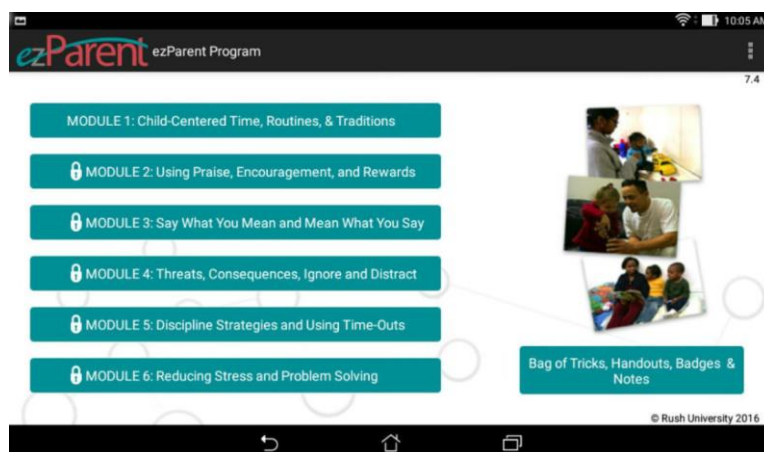 10:05 AM
ezParent ezParent Program
7.4
MODULE 1: Child-Centered Time, Routines, & Traditions
MODULE 2: Using Praise, Encouragement, and Rewards
MODULE 3: Say What You Mean and Mean What You Say
MODULE 4: Threats, Consequences, Ignore and Distract
MODULE 5: Discipline Strategies and Using Time-Outs
MODULE 6: Reducing Stress and Problem Solving
Bag of Tricks, Handouts, Badges &
Notes
© Rush University 2016